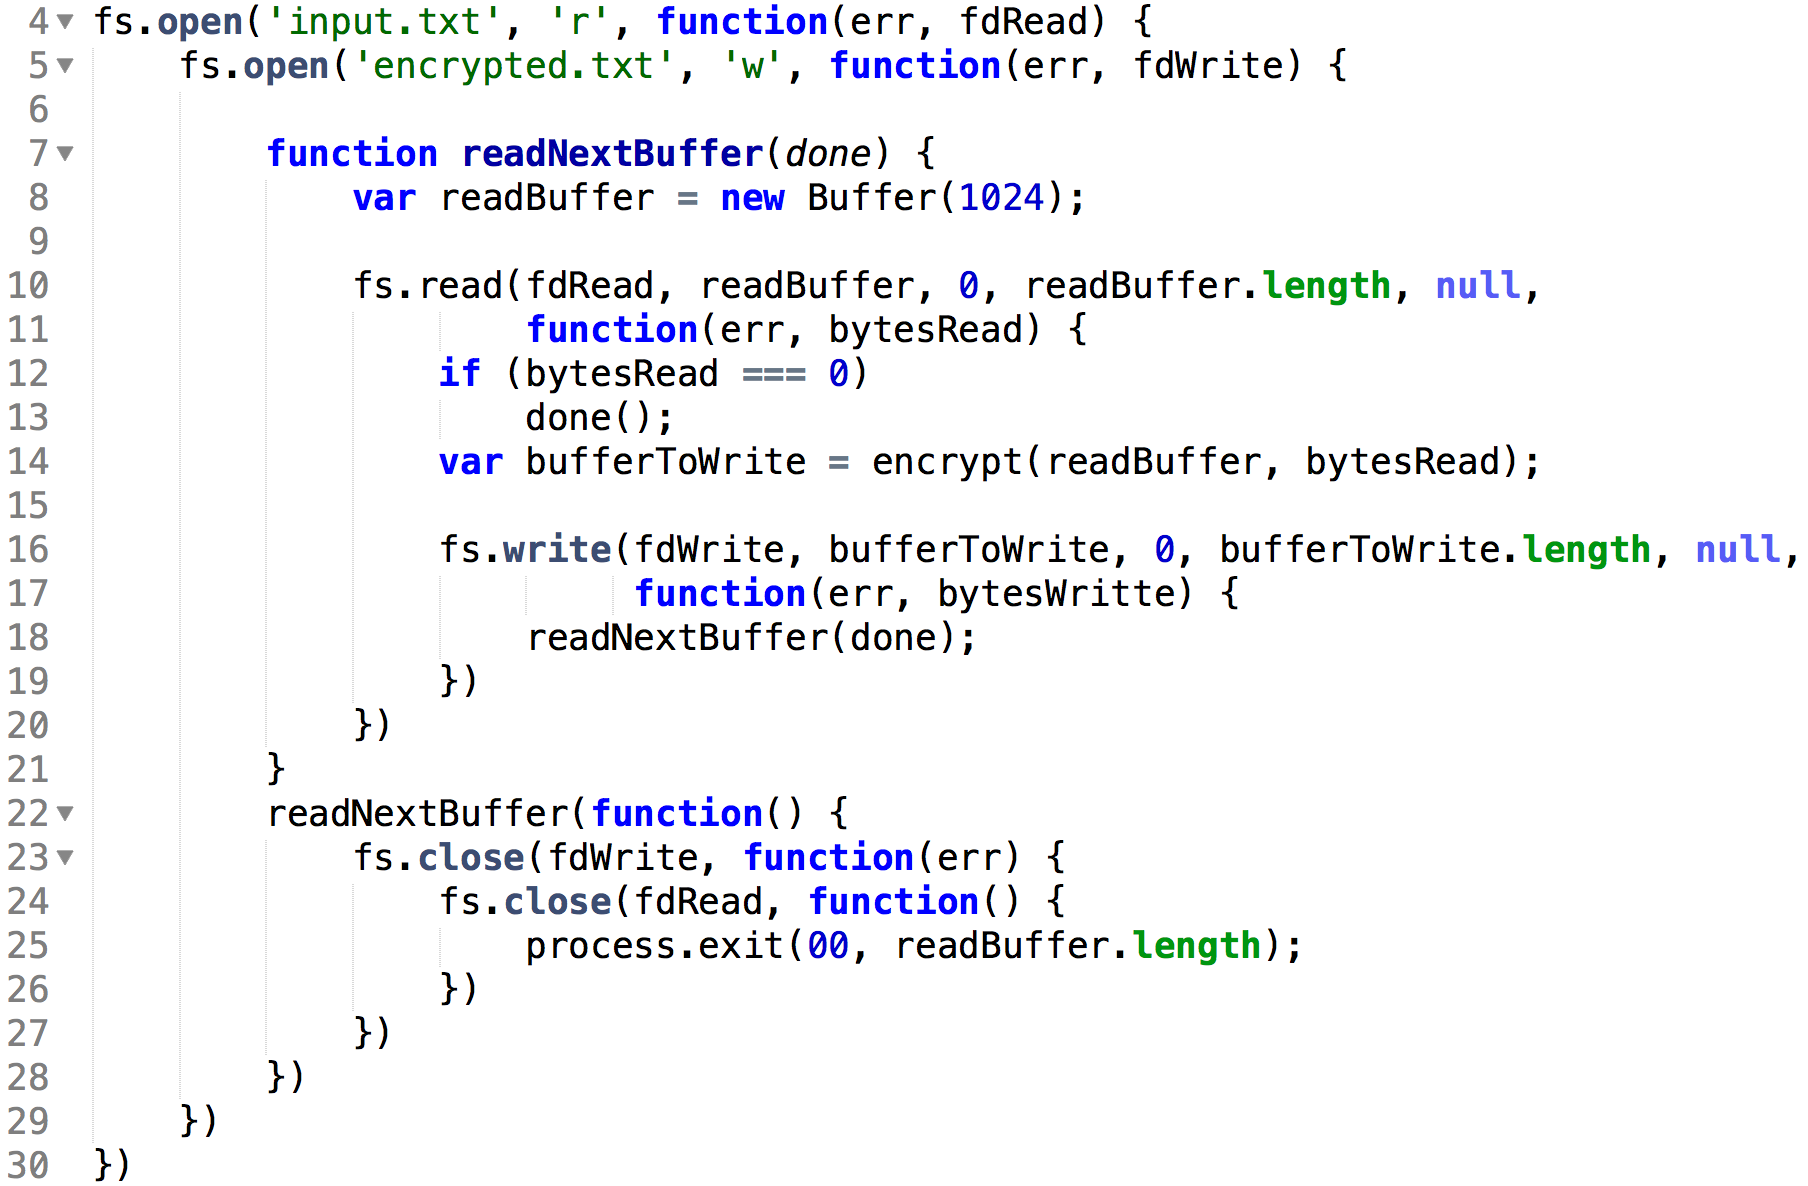 4 fs.open('input.txt', 'r', function(err, fdRead) {
5     fs.open('encrypted.txt', 'w', function(err, fdWrite) {
6
7         function readNextBuffer(done) {
8             var readBuffer = new Buffer(1024);
9
10             fs.read(fdRead, readBuffer, 0, readBuffer.length, null,
11                     function(err, bytesRead) {
12                 if (bytesRead === 0)
13                     done();
14                 var bufferToWrite = encrypt(readBuffer, bytesRead);
15
16                 fs.write(fdWrite, bufferToWrite, 0, bufferToWrite.length, null,
17                          function(err, bytesWritte) {
18                     readNextBuffer(done);
19                 })
20             })
21         }
22         readNextBuffer(function() {
23             fs.close(fdWrite, function(err) {
24                 fs.close(fdRead, function() {
25                     process.exit(00, readBuffer.length);
26                 })
27             })
28         })
29     })
30 })